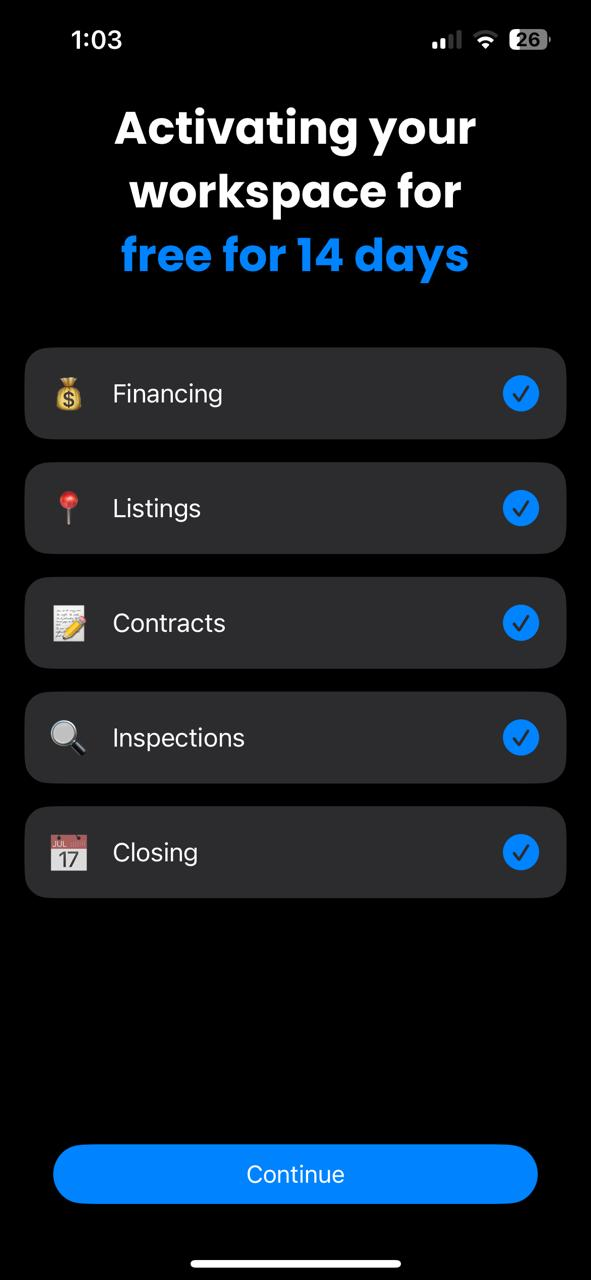 1:03
26
Activating your
workspace for
free for 14 days
Financing
Listings
Contracts
Inspections
JUL
17
Closing
Continue